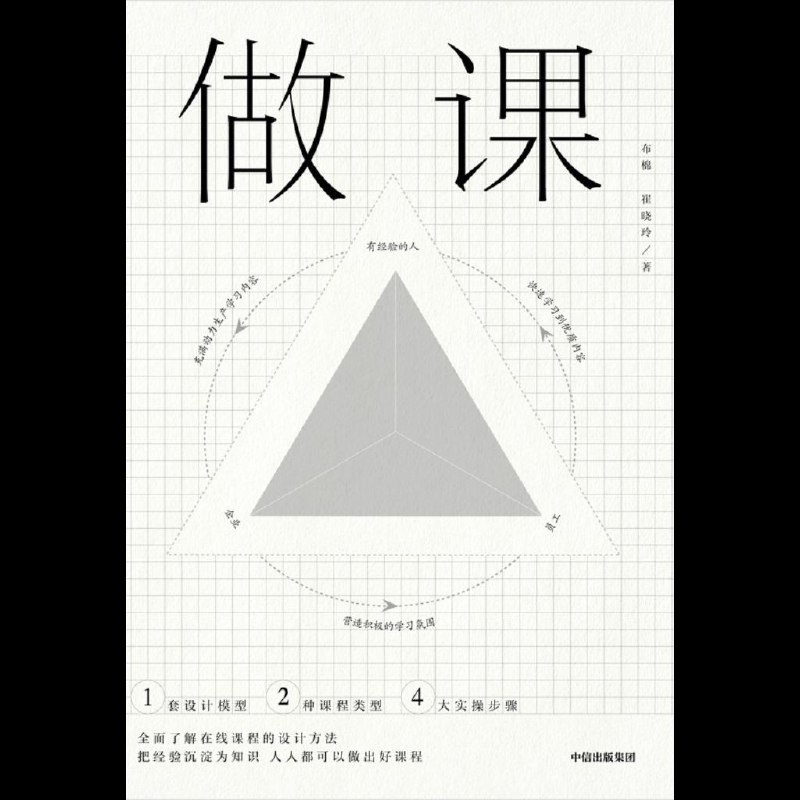 做课
布棉 崔晓玲/著
有经验的人
充满动力生产学习内容
快速学习到优质内容
企业
员工
营造积极的学习氛围
1套设计模型 2种课程类型 4大实操步骤
全面了解在线课程的设计方法
把经验沉淀为知识 人人都可以做出好课程
中信出版集团